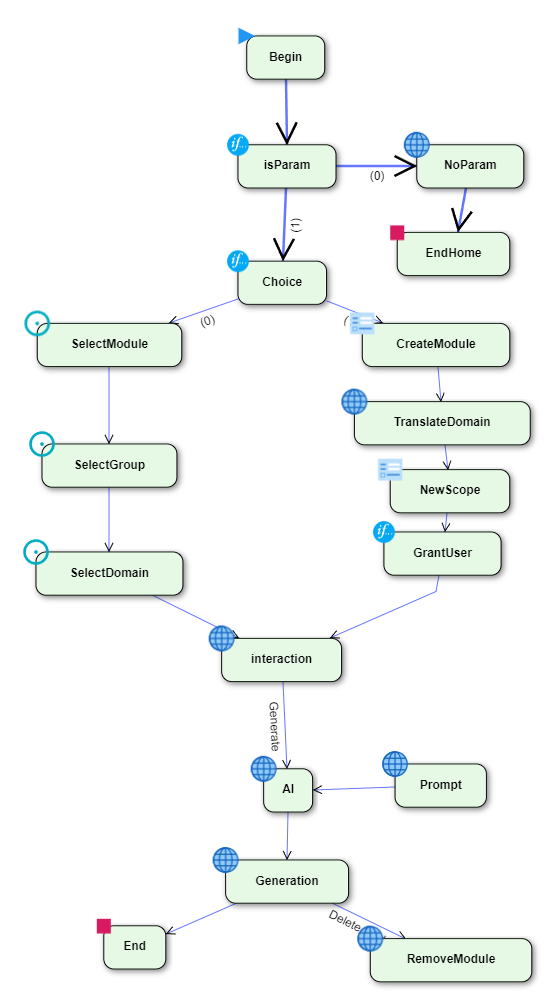 Begin
if...
isParam
(0)
NoParam
(1)
EndHome
if...
Choice
(0)
(
SelectModule
CreateModule
TranslateDomain
SelectGroup
NewScope
if...
GrantUser
SelectDomain
interaction
Generate
AI
Prompt
Generation
Delete
End
RemoveModule